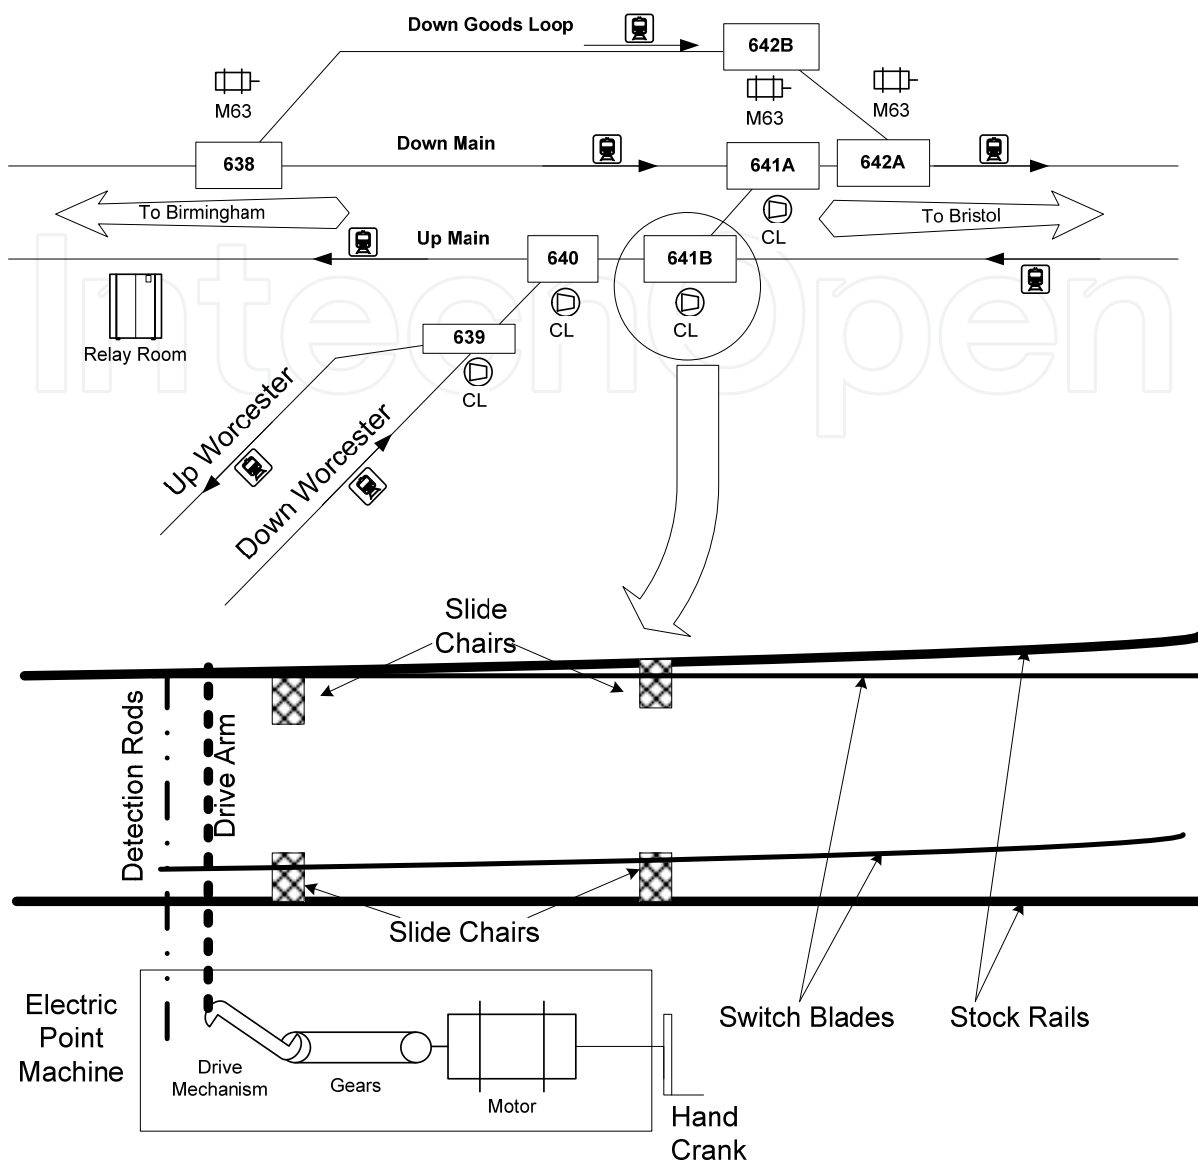 Down Goods Loop
642B
M63
M63
M63
Down Main
638
641A
642A
To Birmingham
To Bristol
CL
Up Main
640
641B
CL
CL
Relay Room
639
CL
IntechOpen
Up Worcester
Down Worcester
Slide
Chairs
Detection Rods
Drive Arm
Slide Chairs
Electric
Point
Machine
Switch Blades
Stock Rails
Drive
Mechanism
Gears
Motor
Hand
Crank